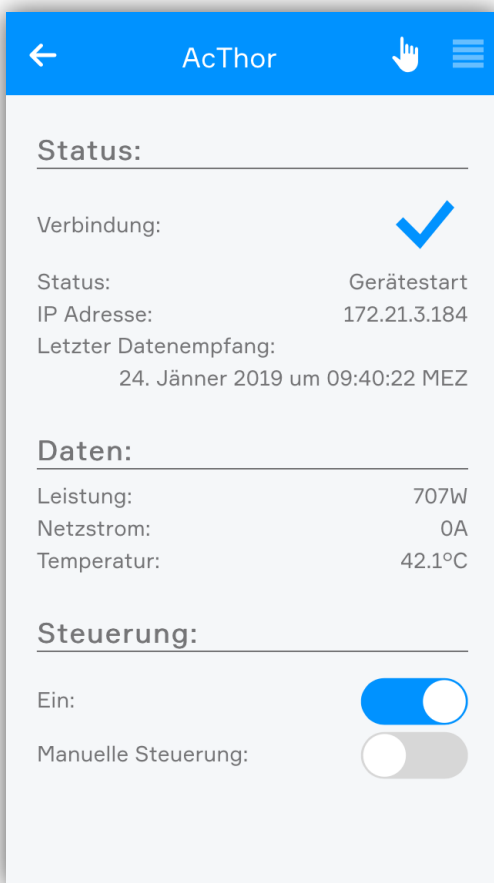 AcThor
Status:
Verbindung:
Status: Gerätestart
IP Adresse: 172.21.3.184
Letzter Datenempfang:
24. Jänner 2019 um 09:40:22 MEZ
Daten:
Leistung: 707W
Netzstrom: 0A
Temperatur: 42.1ºC
Steuerung:
Ein:
Manuelle Steuerung: